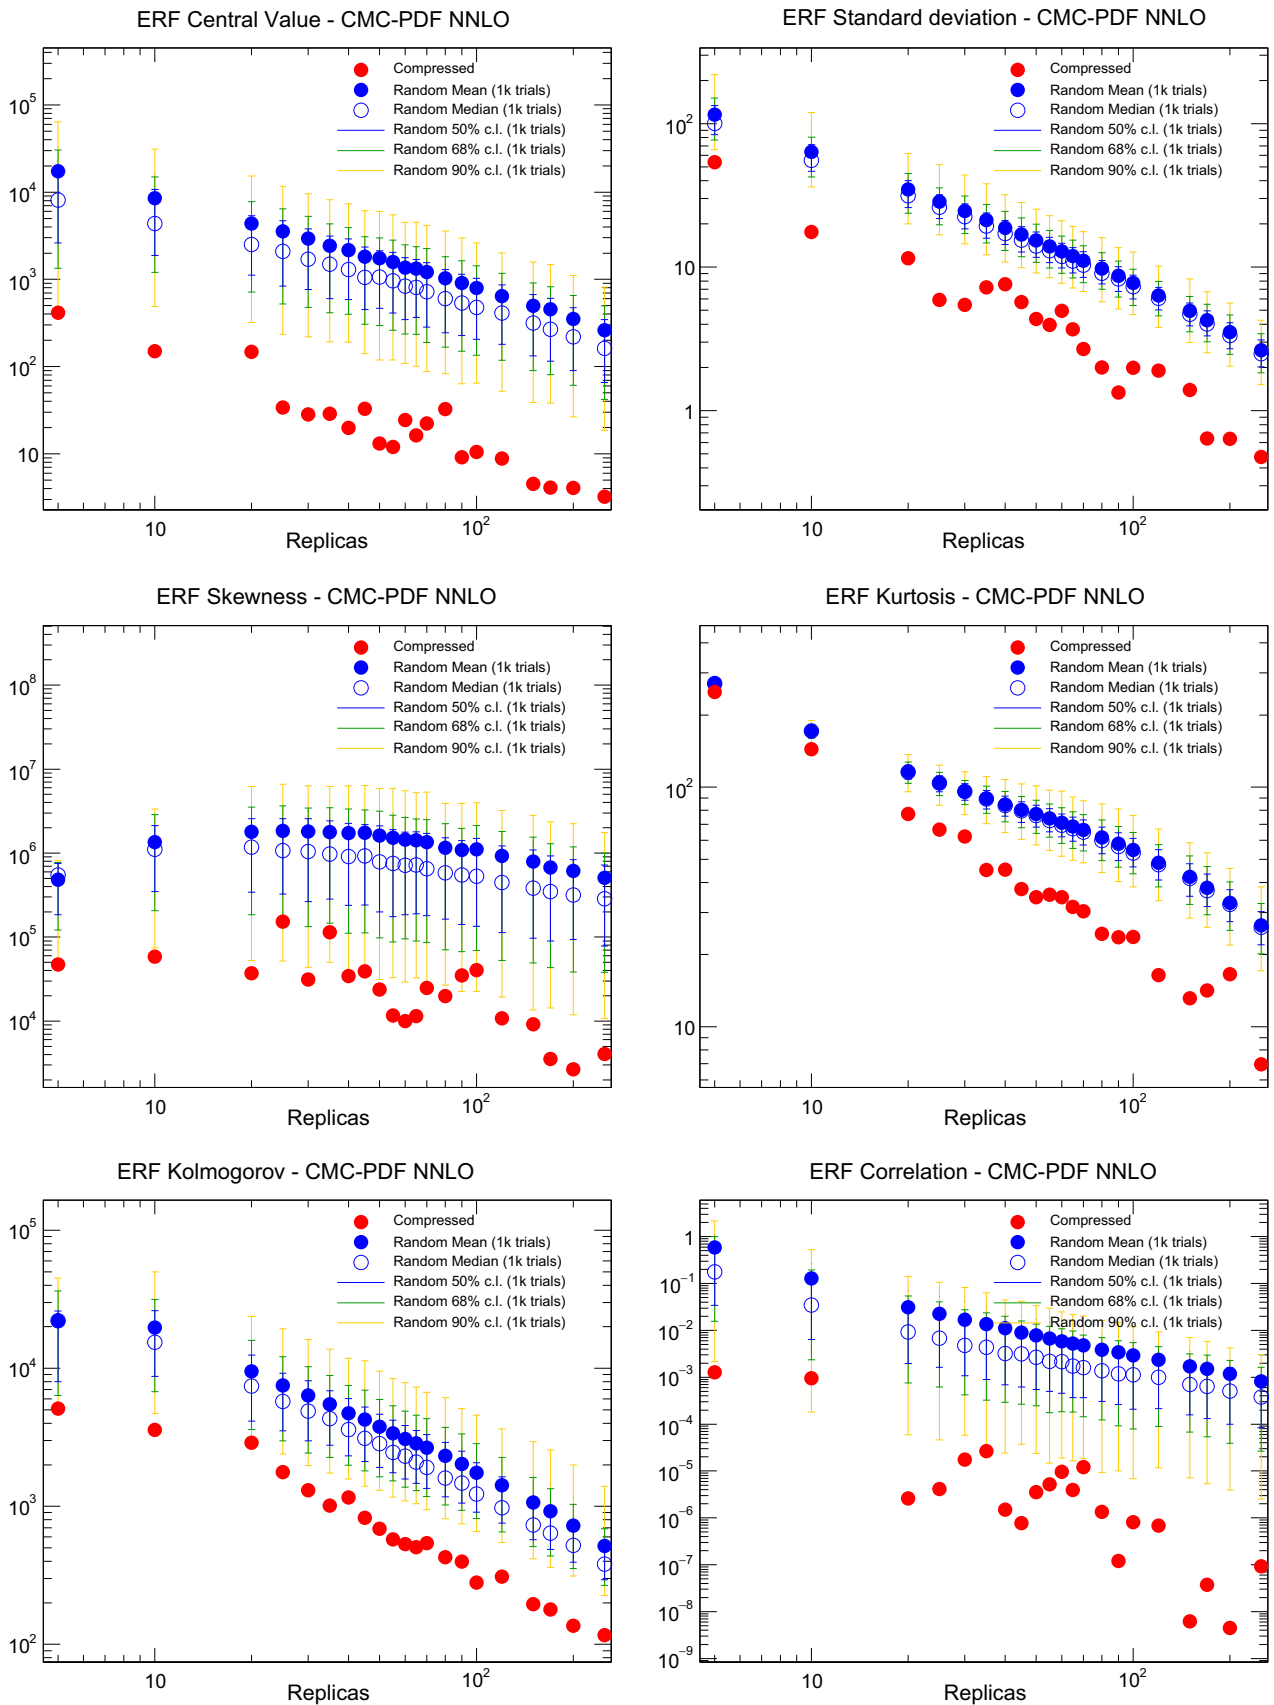 ERF Central Value - CMC-PDF NNLO
Compressed
Random Mean (1k trials)
Random Median (1k trials)
Random 50% c.l. (1k trials)
Random 68% c.l. (1k trials)
Random 90% c.l. (1k trials)
10^5
10^4
10^3
10^2
10
10
10^2
Replicas
ERF Standard deviation - CMC-PDF NNLO
Compressed
Random Mean (1k trials)
Random Median (1k trials)
Random 50% c.l. (1k trials)
Random 68% c.l. (1k trials)
Random 90% c.l. (1k trials)
10^2
10
1
10
10^2
Replicas
ERF Skewness - CMC-PDF NNLO
Compressed
Random Mean (1k trials)
Random Median (1k trials)
Random 50% c.l. (1k trials)
Random 68% c.l. (1k trials)
Random 90% c.l. (1k trials)
10^8
10^7
10^6
10^5
10^4
10
10^2
Replicas
ERF Kurtosis - CMC-PDF NNLO
Compressed
Random Mean (1k trials)
Random Median (1k trials)
Random 50% c.l. (1k trials)
Random 68% c.l. (1k trials)
Random 90% c.l. (1k trials)
10^2
10
10
10^2
Replicas
ERF Kolmogorov - CMC-PDF NNLO
Compressed
Random Mean (1k trials)
Random Median (1k trials)
Random 50% c.l. (1k trials)
Random 68% c.l. (1k trials)
Random 90% c.l. (1k trials)
10^5
10^4
10^3
10^2
10
10^2
Replicas
ERF Correlation - CMC-PDF NNLO
Compressed
Random Mean (1k trials)
Random Median (1k trials)
Random 50% c.l. (1k trials)
Random 68% c.l. (1k trials)
Random 90% c.l. (1k trials)
1
10^−1
10^−2
10^−3
10^−4
10^−5
10^−6
10^−7
10^−8
10^−9
10
10^2
Replicas